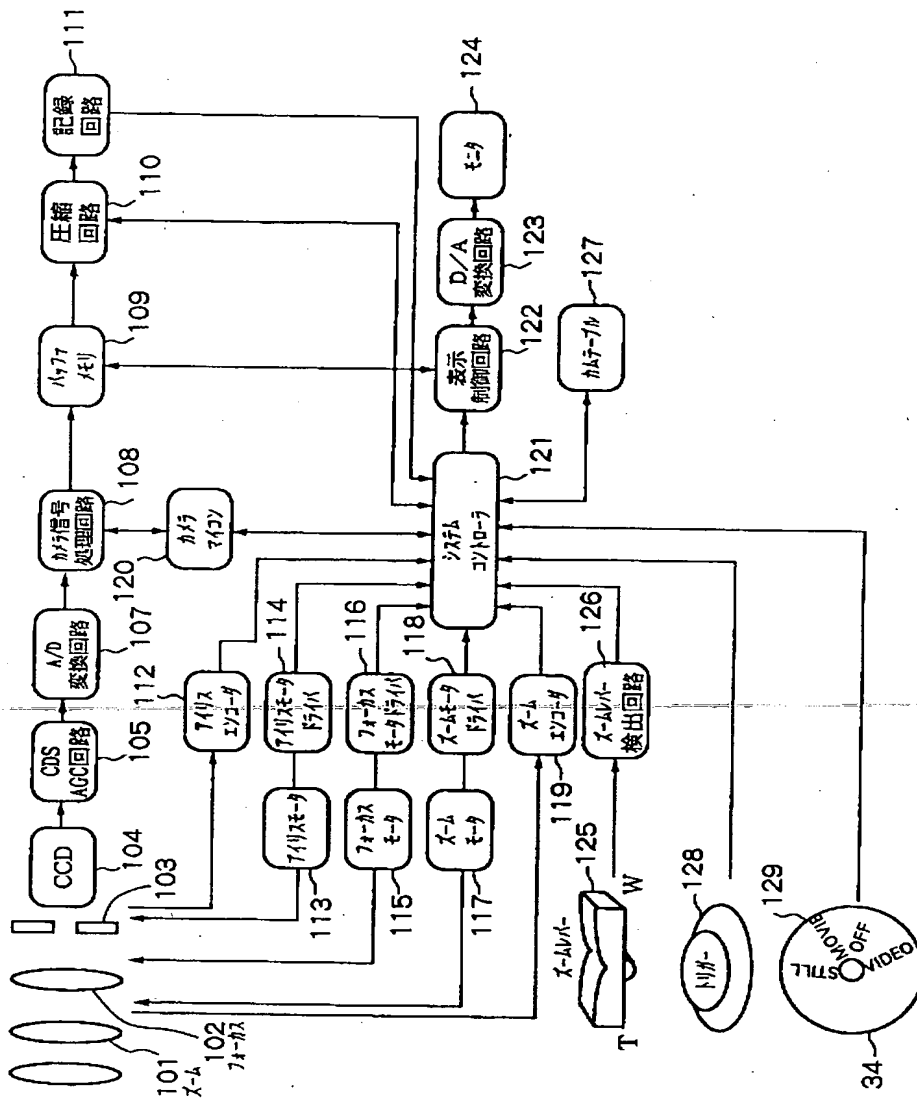 101
ズーム
102
フォーカス
103
CCD
104
CDS
AGC回路
105
A/D
変換回路
107
カメラ信号
処理回路
108
バッファ
メモリ
109
圧縮
回路
110
記録
回路
111
アイリス
エンコーダ
112
カメラ
マイコン
120
アイリスモータ
113
アイリスモータ
ドライバ
114
フォーカス
モータ
115
フォーカス
モータドライバ
116
ズーム
モータ
117
ズームモータ
ドライバ
118
ズーム
エンコーダ
119
システム
コントローラ
121
表示
制御回路
122
D/A
変換回路
123
モニタ
124
ズームレバー
125
T
W
ズームレバー
検出回路
126
カムテーブル
127
トリガー
128
STILL
MOVIE
OFF
VIDEO
129
34